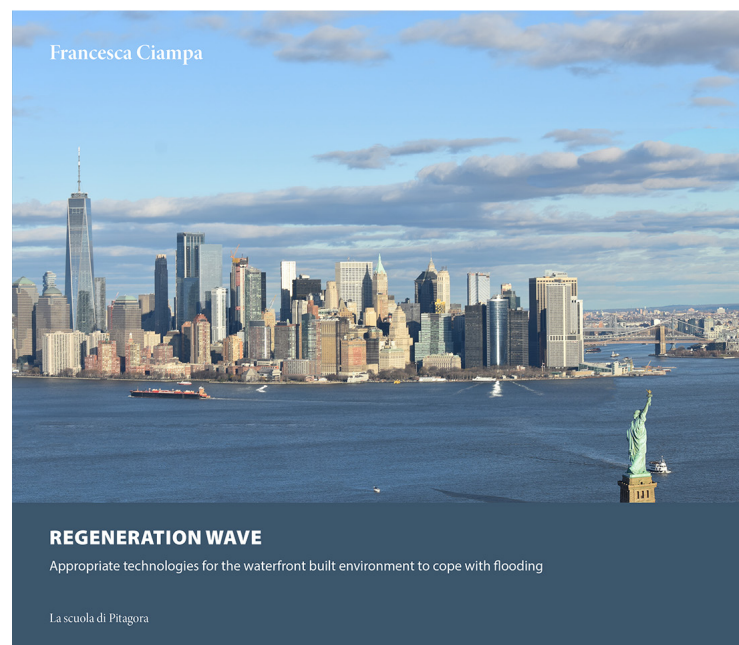 Francesca Ciampa
REGENERATION WAVE
Appropriate technologies for the waterfront built environment to cope with flooding
La scuola di Pitagora